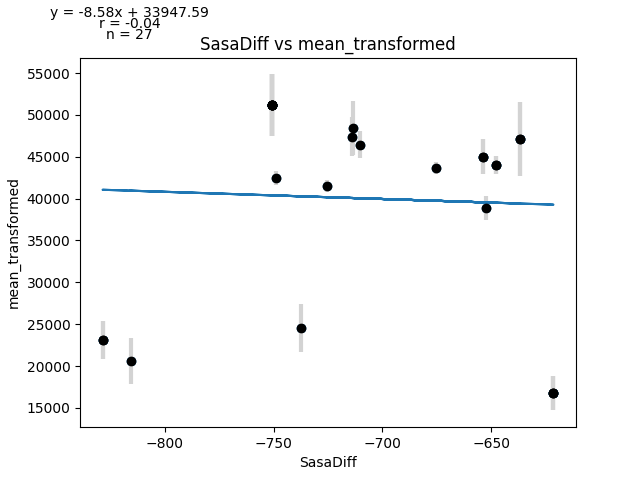 y = -8.58x + 33947.59
r = -0.04
n = 27
SasaDiff vs mean_transformed
55000
50000
45000
40000
35000
30000
25000
20000
15000
mean_transformed
−800
−750
−700
−650
SasaDiff